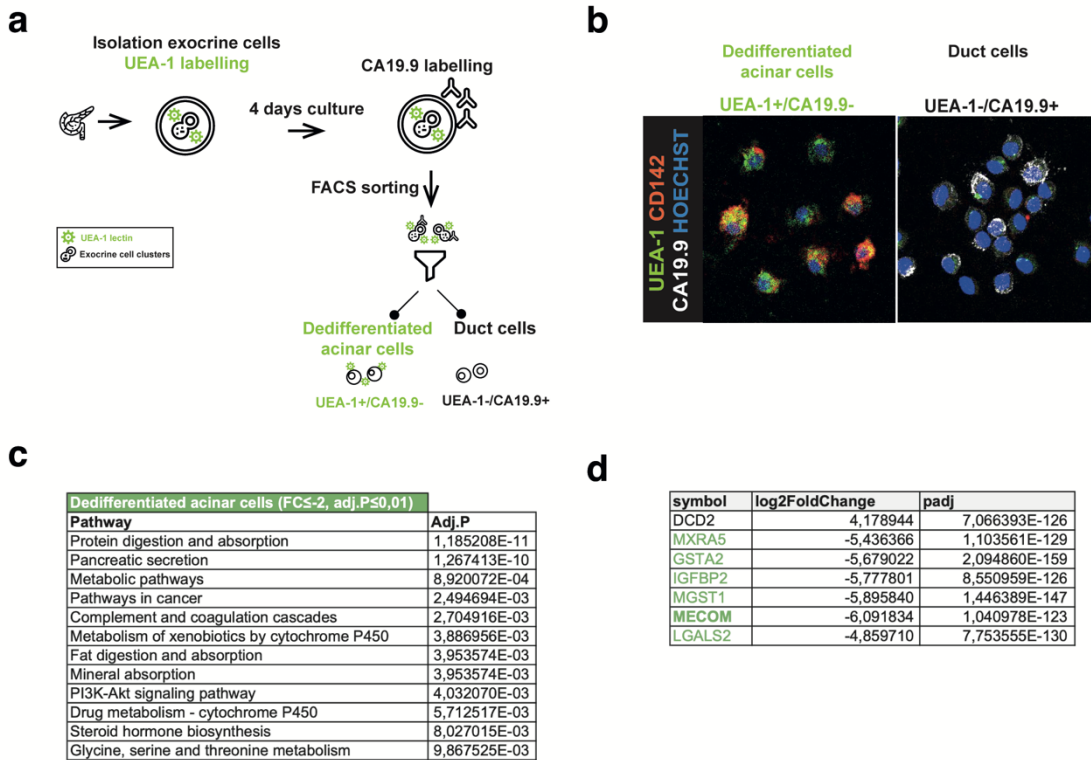 a
Isolation exocrine cells
UEA-1 labelling
4 days culture
CA19.9 labelling
FACS sorting
UEA-1 lectin
Exocrine cell clusters
Dedifferentiated
acinar cells
UEA-1+/CA19.9-
Duct cells
UEA-1-/CA19.9+
b
Dedifferentiated
acinar cells
UEA-1+/CA19.9-
Duct cells
UEA-1-/CA19.9+
UEA-1 CD142
CA19.9 HOECHST
c
Dedifferentiated acinar cells (FC≤-2, adj.P≤0,01)
Pathway Adj.P
Protein digestion and absorption 1,185208E-11
Pancreatic secretion 1,267413E-10
Metabolic pathways 8,920072E-04
Pathways in cancer 2,494694E-03
Complement and coagulation cascades 2,704916E-03
Metabolism of xenobiotics by cytochrome P450 3,886956E-03
Fat digestion and absorption 3,953574E-03
Mineral absorption 3,953574E-03
PI3K-Akt signaling pathway 4,032070E-03
Drug metabolism - cytochrome P450 5,712517E-03
Steroid hormone biosynthesis 8,027015E-03
Glycine, serine and threonine metabolism 9,867525E-03
d
symbol log2FoldChange padj
DCD2 4,178944 7,066393E-126
MXRA5 -5,436366 1,103561E-129
GSTA2 -5,679022 2,094860E-159
IGFBP2 -5,777801 8,550959E-126
MGST1 -5,895840 1,446389E-147
MECOM -6,091834 1,040978E-123
LGALS2 -4,859710 7,753555E-130